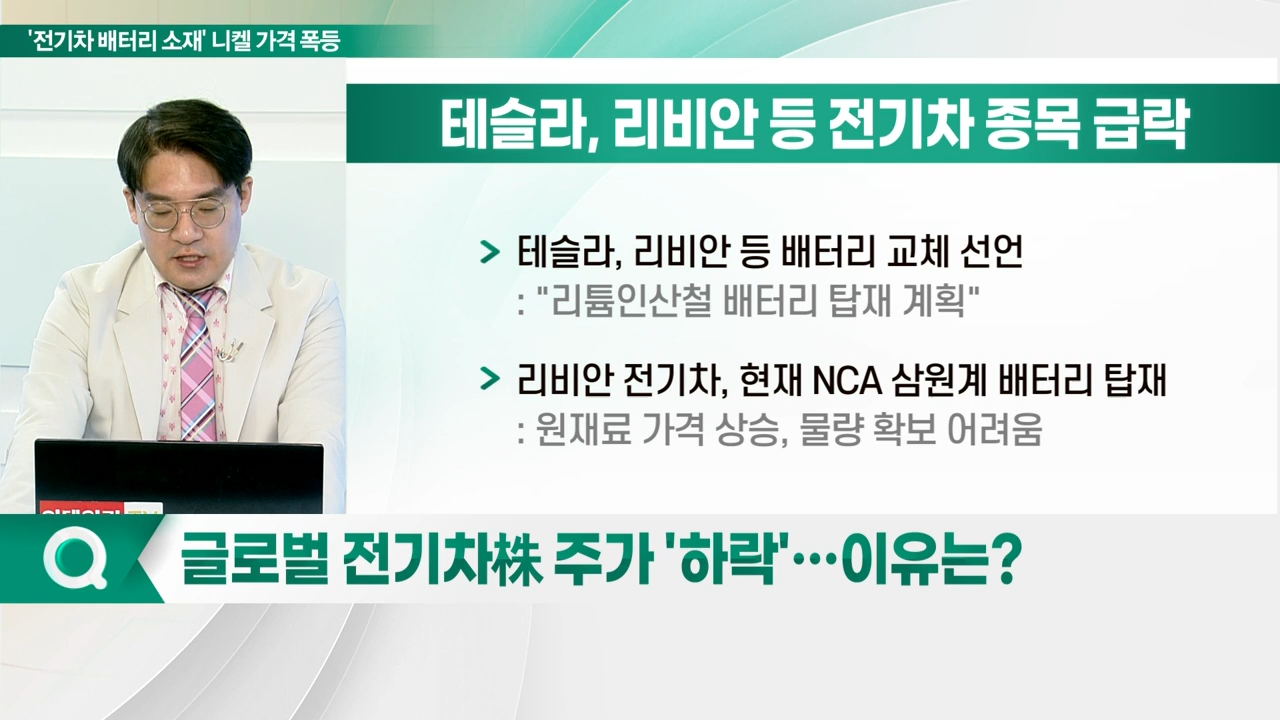 '전기차 배터리 소재' 니켈 가격 폭등
테슬라, 리비안 등 전기차 종목 급락
테슬라, 리비안 등 배터리 교체 선언
: "리튬인산철 배터리 탑재 계획"
리비안 전기차, 현재 NCA 삼원계 배터리 탑재
: 원재료 가격 상승, 물량 확보 어려움
Q 글로벌 전기차株 주가 '하락'…이유는?